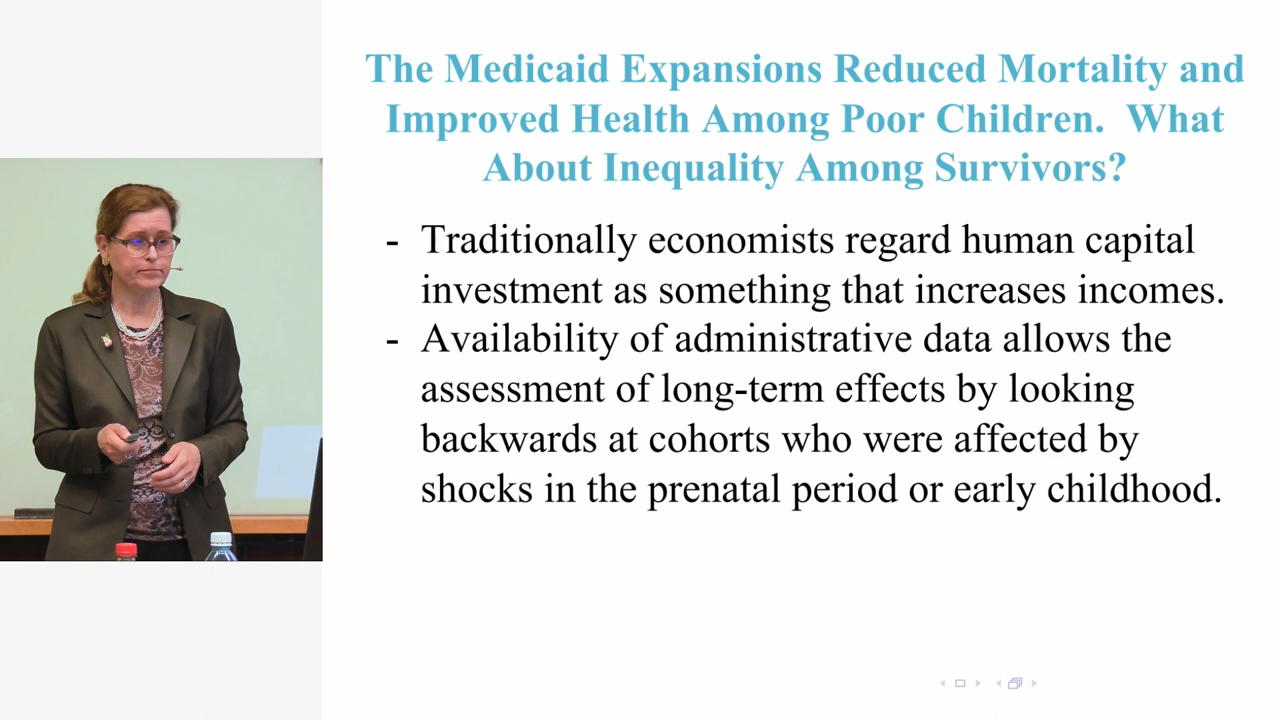 The Medicaid Expansions Reduced Mortality and
Improved Health Among Poor Children.  What
About Inequality Among Survivors?
- Traditionally economists regard human capital
investment as something that increases incomes.
- Availability of administrative data allows the
assessment of long-term effects by looking
backwards at cohorts who were affected by
shocks in the prenatal period or early childhood.